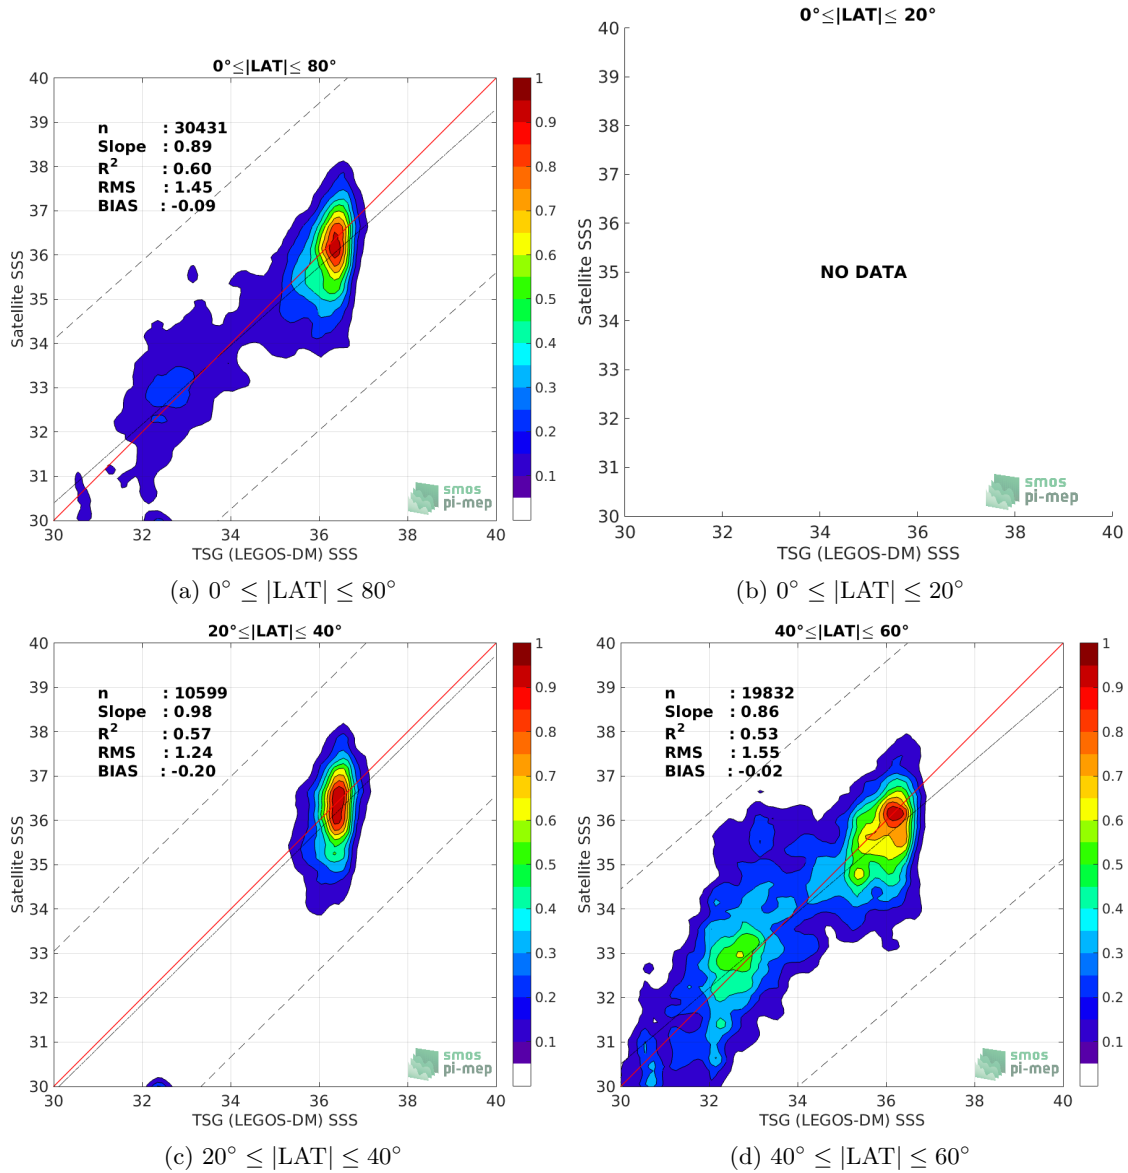 0°≤|LAT|≤ 80°
40
39
38
37
36
35
34
33
32
31
30
Satellite SSS
n : 30431
Slope : 0.89
R² : 0.60
RMS : 1.45
BIAS : -0.09
30 32 34 36 38 40
TSG (LEGOS-DM) SSS
1
0.9
0.8
0.7
0.6
0.5
0.4
0.3
0.2
0.1
smos
pi-mep
(a) 0° ≤ |LAT| ≤ 80°
0°≤|LAT|≤ 20°
40
39
38
37
36
35
34
33
32
31
30
Satellite SSS
NO DATA
30 32 34 36 38 40
TSG (LEGOS-DM) SSS
smos
pi-mep
(b) 0° ≤ |LAT| ≤ 20°
20°≤|LAT|≤ 40°
40
39
38
37
36
35
34
33
32
31
30
Satellite SSS
n : 10599
Slope : 0.98
R² : 0.57
RMS : 1.24
BIAS : -0.20
30 32 34 36 38 40
TSG (LEGOS-DM) SSS
1
0.9
0.8
0.7
0.6
0.5
0.4
0.3
0.2
0.1
smos
pi-mep
(c) 20° ≤ |LAT| ≤ 40°
40°≤|LAT|≤ 60°
40
39
38
37
36
35
34
33
32
31
30
Satellite SSS
n : 19832
Slope : 0.86
R² : 0.53
RMS : 1.55
BIAS : -0.02
30 32 34 36 38 40
TSG (LEGOS-DM) SSS
1
0.9
0.8
0.7
0.6
0.5
0.4
0.3
0.2
0.1
smos
pi-mep
(d) 40° ≤ |LAT| ≤ 60°